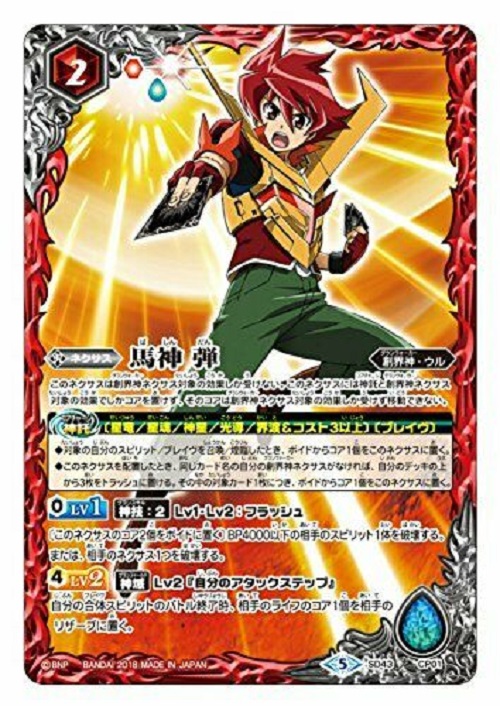 2
ネクサス
ば しん だん
馬神 弾
創界神・ウル
このネクサスは創界神ネクサス対象の効果しか受けない。このネクサスには神託と創界神ネクサス
対象の効果でしかコア1個を置けず、そのコアは創界神ネクサス対象の効果しか受けず移動できない。
神託
〔星竜／星魂／神星／光導／界渡&コスト3以上〕〔ブレイヴ〕
◆対象の自分のスピリット／ブレイヴを召喚／煌臨したとき、ボイドからコア1個をこのネクサスに置く。
◆このネクサスを配置したとき、同じカード名の自分の創界神ネクサスがなければ、自分のデッキの上
から3枚をトラッシュに置ける。その中の対象カード1枚につき、ボイドからコア1個をこのネクサスに置く。
0 LV1 神技：2 Lv1・Lv2：フラッシュ
〔このネクサスのコア2個をボイドに置く〕BP4000以下の相手のスピリット1体を破壊する。
または、相手のネクサス1つを破壊する。
4 LV2 神域 Lv2『自分のアタックステップ』
自分の合体スピリットのバトル終了時、相手のライフのコア1個を相手の
リザーブに置く。
©BNP BANDAI 2018 MADE IN JAPAN
5 CP01